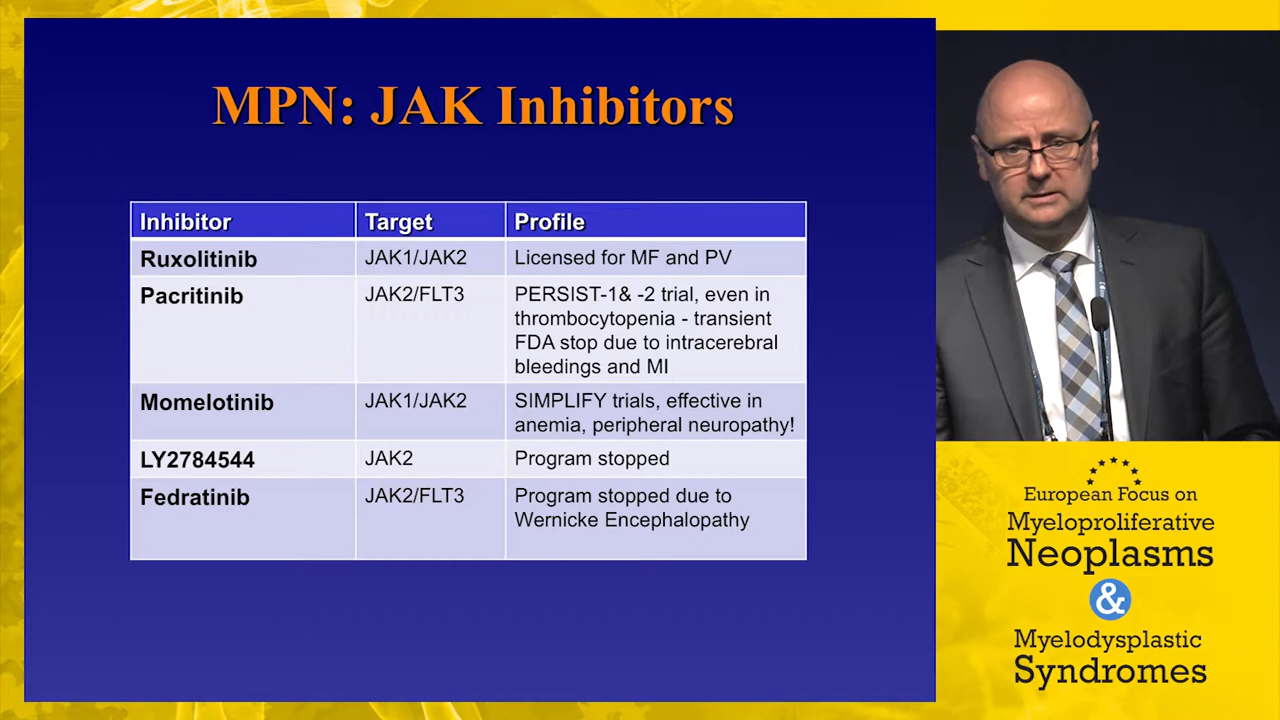 MPN: JAK Inhibitors
Inhibitor Target Profile
Ruxolitinib JAK1/JAK2 Licensed for MF and PV
Pacritinib JAK2/FLT3 PERSIST-1& -2 trial, even in
thrombocytopenia - transient
FDA stop due to intracerebral
bleedings and MI
Momelotinib JAK1/JAK2 SIMPLIFY trials, effective in
anemia, peripheral neuropathy!
LY2784544 JAK2 Program stopped
Fedratinib JAK2/FLT3 Program stopped due to
Wernicke Encephalopathy
European Focus on
Myeloproliferative
Neoplasms
&
Myelodysplastic
Syndromes